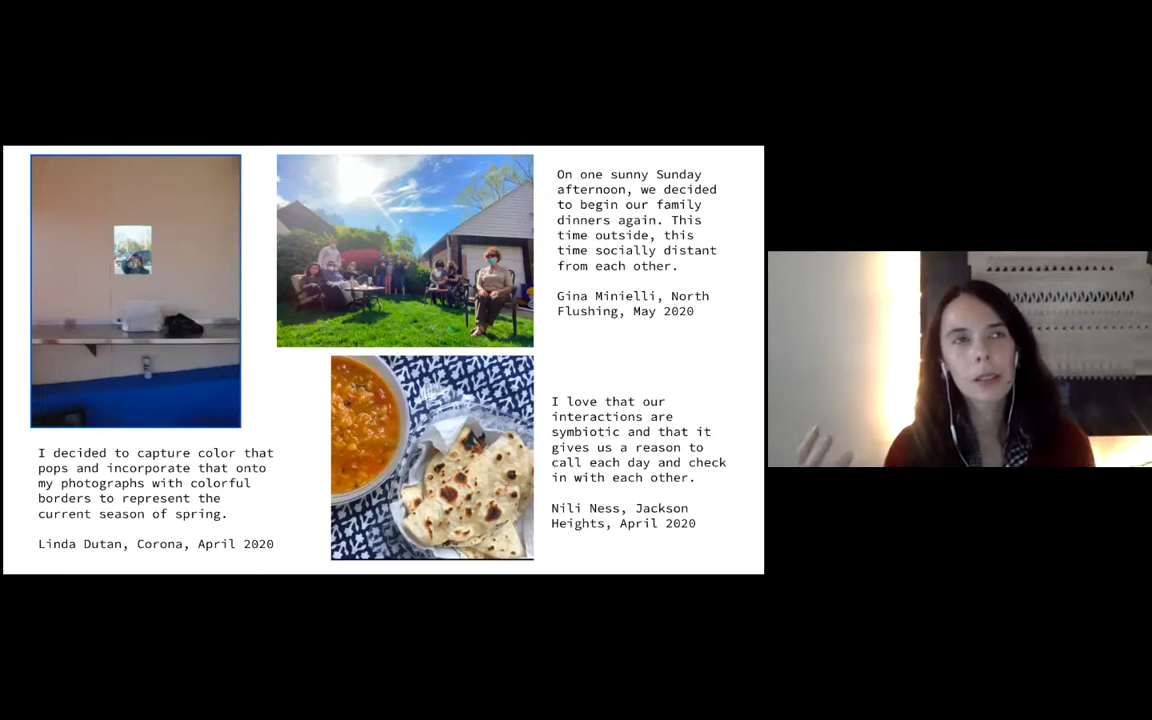 On one sunny Sunday
afternoon, we decided
to begin our family
dinners again. This
time outside, this
time socially distant
from each other.
Gina Minielli, North
Flushing, May 2020
I love that our
interactions are
symbiotic and that it
gives us a reason to
call each day and check
in with each other.
Nili Ness, Jackson
Heights, April 2020
I decided to capture color that
pops and incorporate that onto
my photographs with colorful
borders to represent the
current season of spring.
Linda Dutan, Corona, April 2020